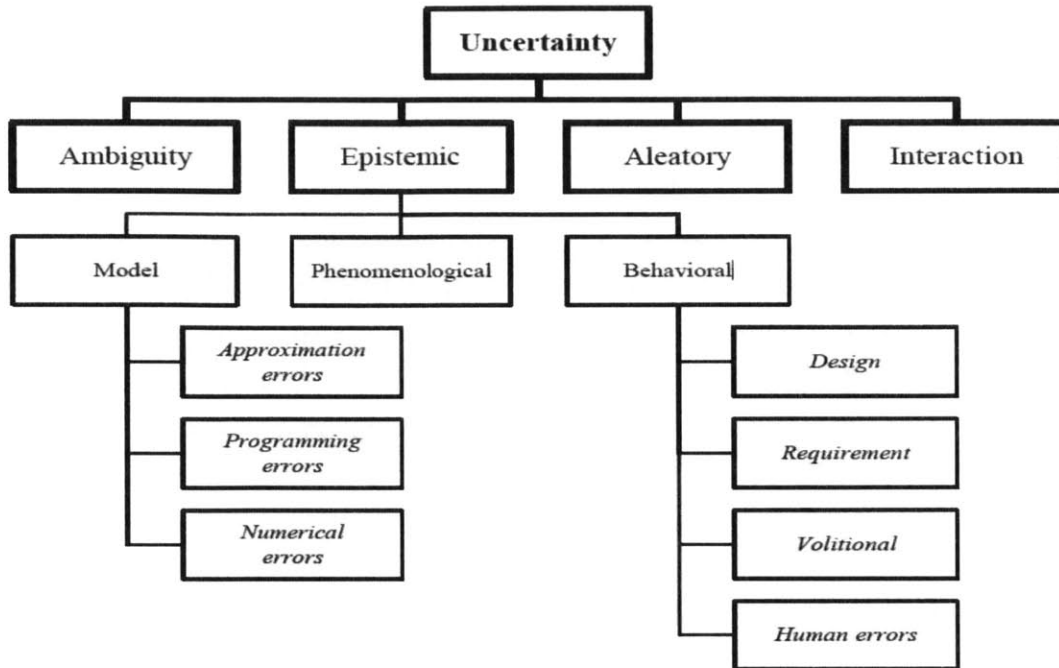 Uncertainty
Ambiguity
Epistemic
Aleatory
Interaction
Model
Phenomenological
Behavioral
Approximation
errors
Design
Programming
errors
Requirement
Numerical
errors
Volitional
Human errors